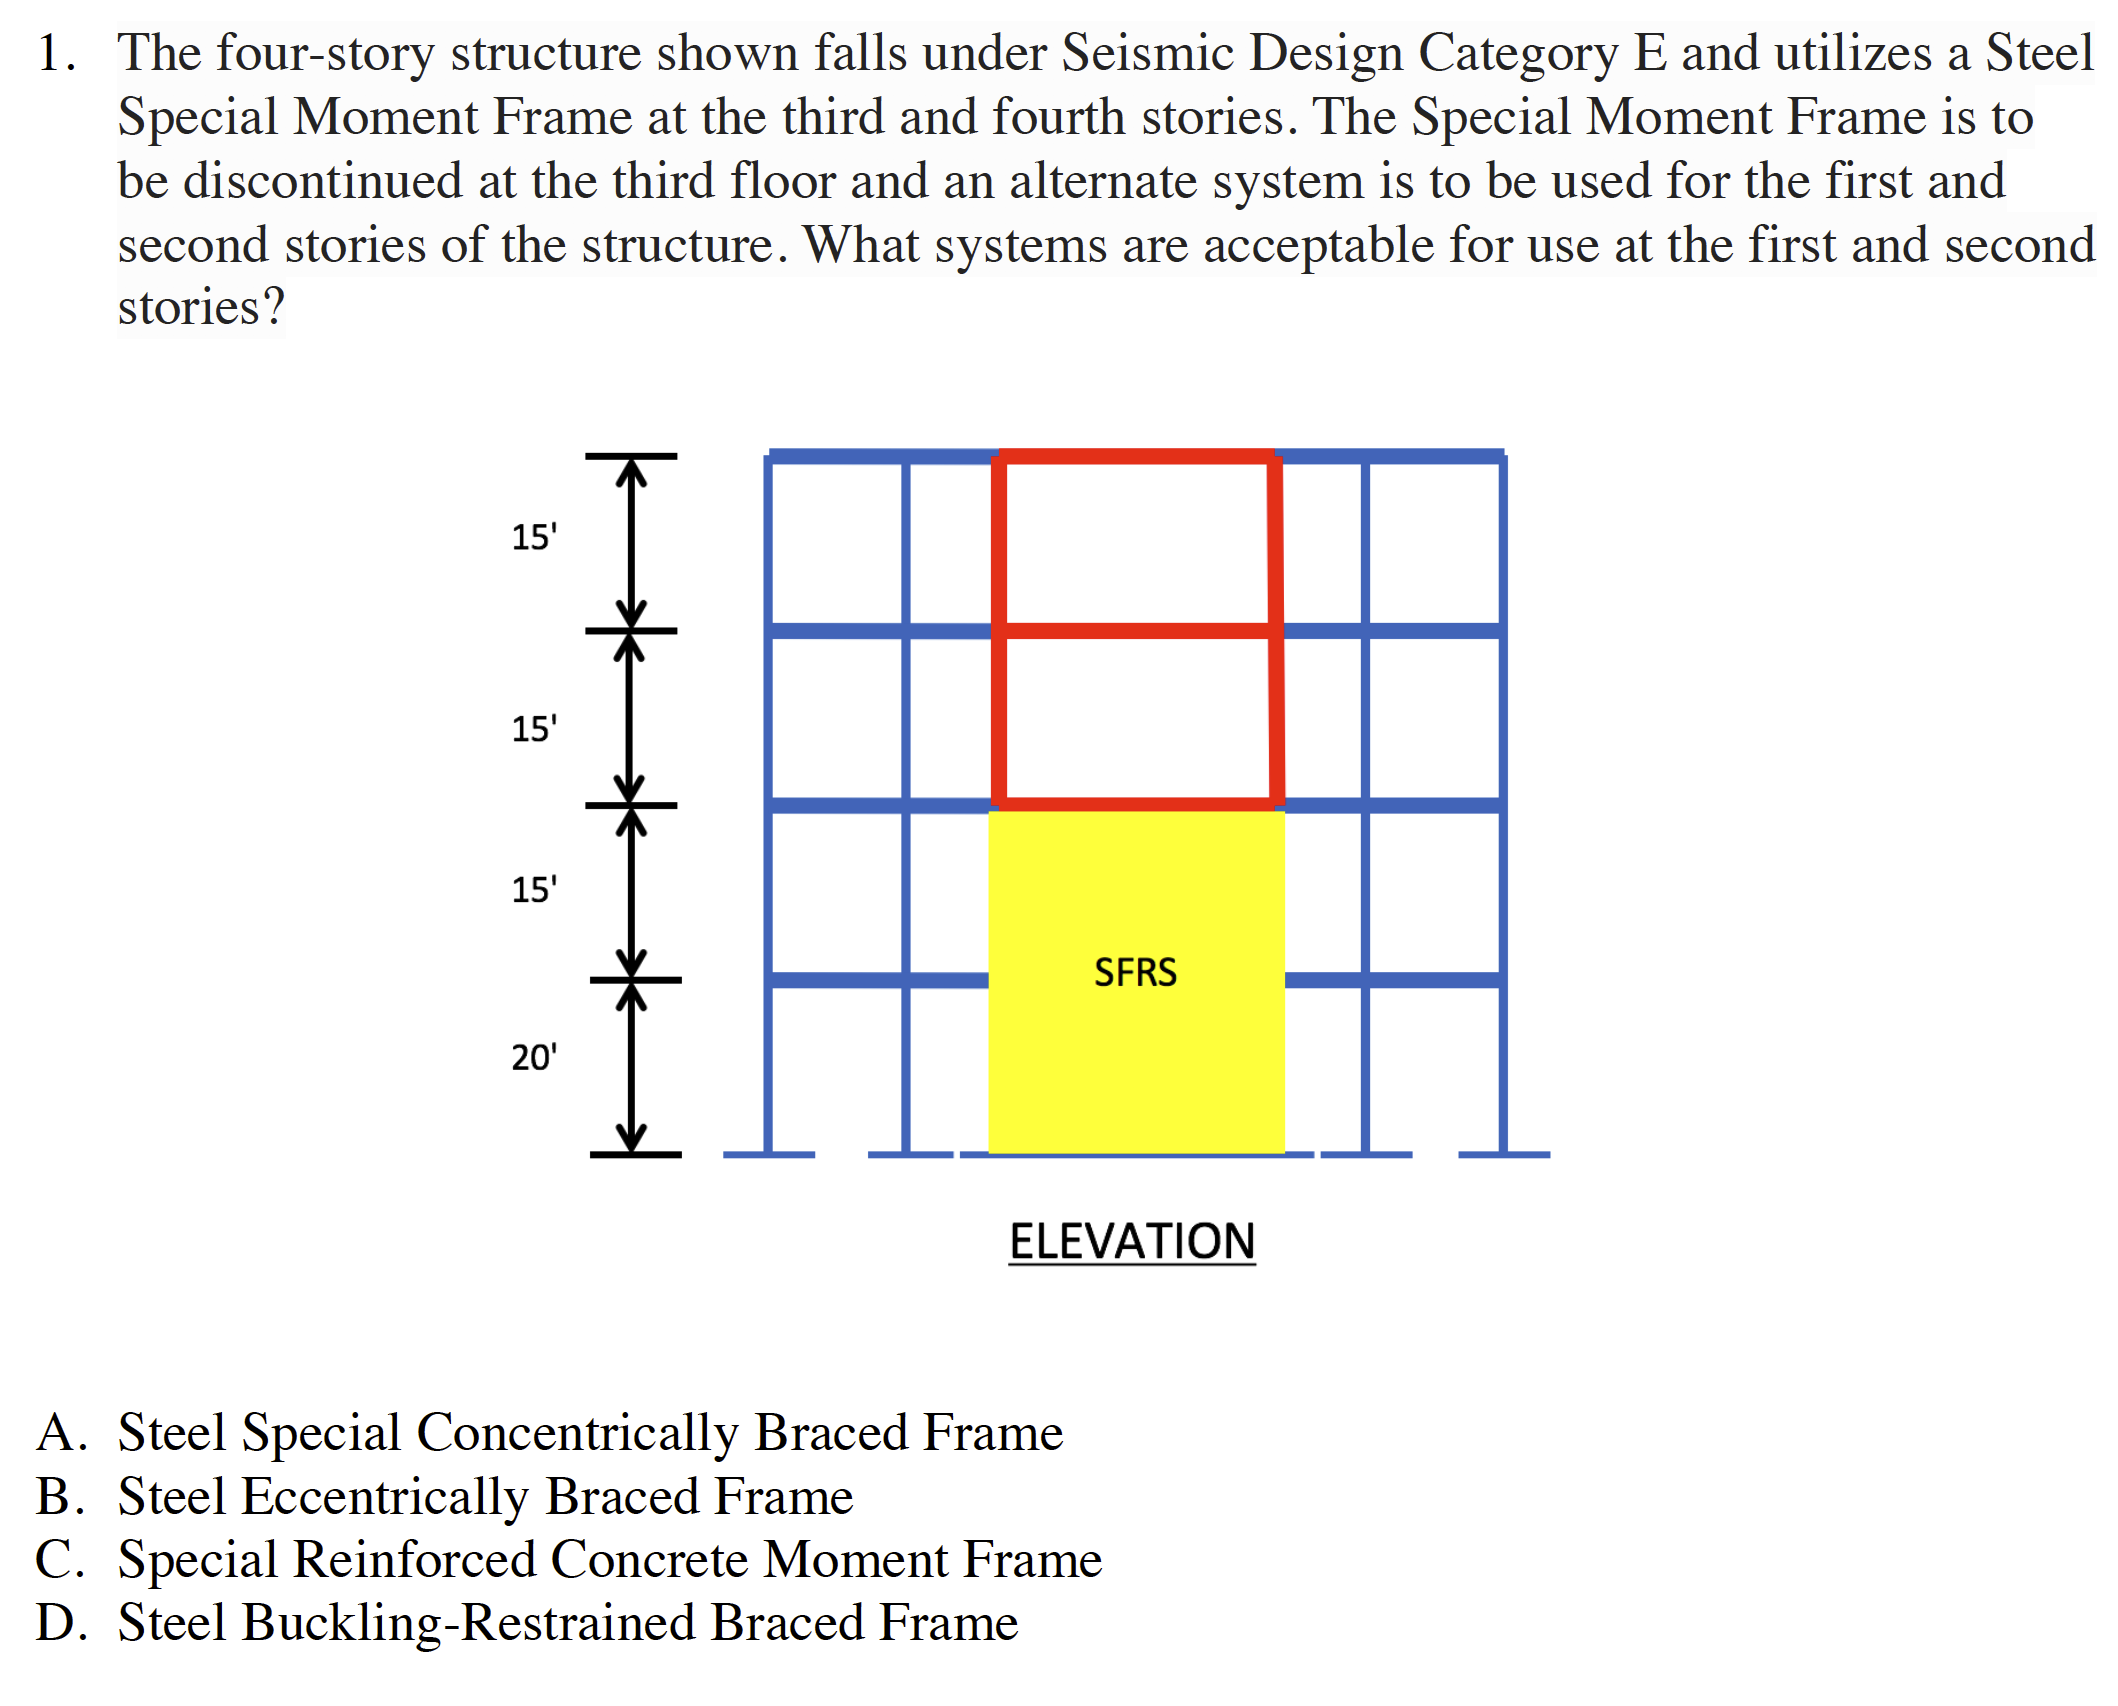 1. The four-story structure shown falls under Seismic Design Category E and utilizes a Steel
Special Moment Frame at the third and fourth stories. The Special Moment Frame is to
be discontinued at the third floor and an alternate system is to be used for the first and
second stories of the structure. What systems are acceptable for use at the first and second
stories?
15'
15'
15'
SFRS
20'
ELEVATION
A. Steel Special Concentrically Braced Frame
B. Steel Eccentrically Braced Frame
C. Special Reinforced Concrete Moment Frame
D. Steel Buckling-Restrained Braced Frame